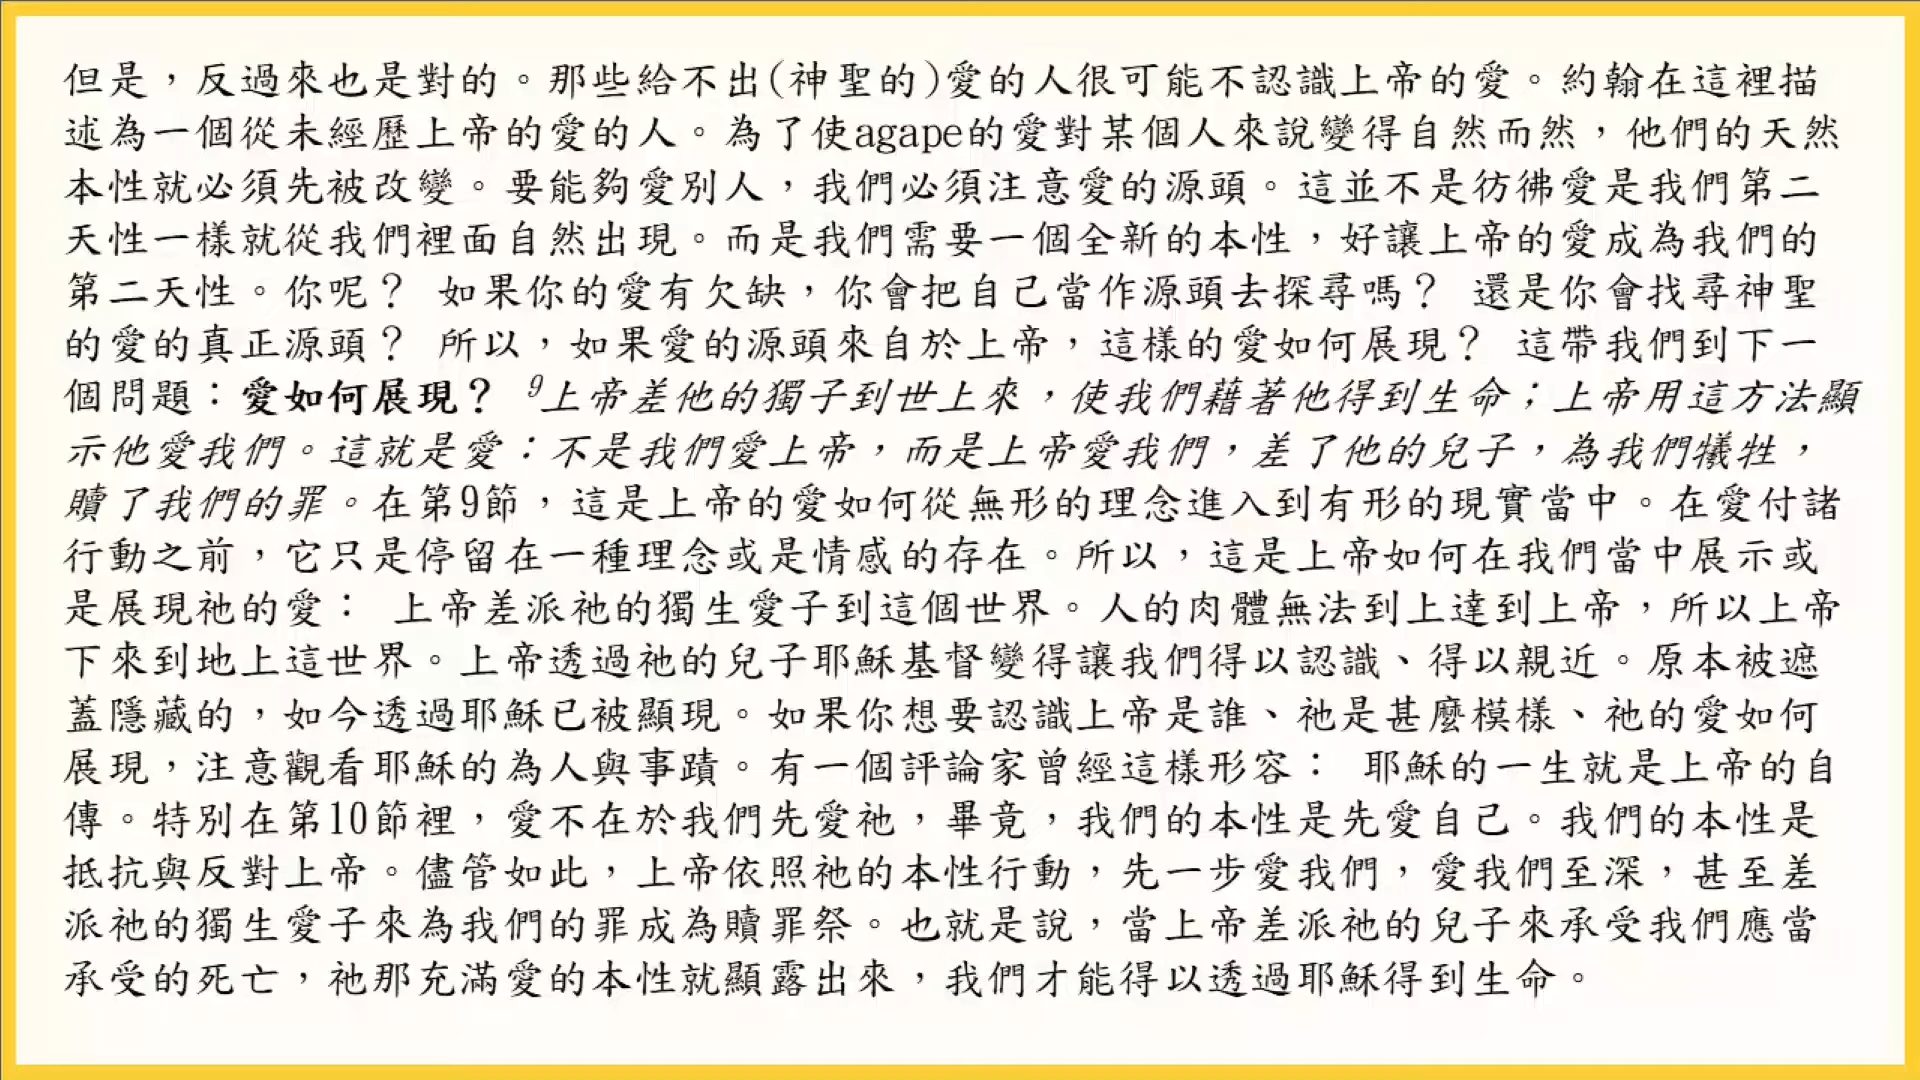 但是，反過來也是對的。那些給不出(神聖的)愛的人很可能不認識上帝的愛。約翰在這裡描
述為一個從未經歷上帝的愛的人。為了使agape的愛對某個人來說變得自然而然，他們的天然
本性就必須先被改變。要能夠愛別人，我們必須注意愛的源頭。這並不是彷彿愛是我們第二
天性一樣就從我們裡面自然出現。而是我們需要一個全新的本性，好讓上帝的愛成為我們的
第二天性。你呢？ 如果你的愛有欠缺，你會把自己當作源頭去探尋嗎？ 還是你會找尋神聖
的愛的真正源頭？ 所以，如果愛的源頭來自於上帝，這樣的愛如何展現？ 這帶我們到下一
個問題：愛如何展現？ 9上帝差他的獨子到世上來，使我們藉著他得到生命；上帝用這方法顯
示他愛我們。這就是愛：不是我們愛上帝，而是上帝愛我們，差了他的兒子，為我們犧牲，
贖了我們的罪。在第9節，這是上帝的愛如何從無形的理念進入到有形的現實當中。在愛付諸
行動之前，它只是停留在一種理念或是情感的存在。所以，這是上帝如何在我們當中展示或
是展現祂的愛： 上帝差派祂的獨生愛子到這個世界。人的肉體無法到上達到上帝，所以上帝
下來到地上這世界。上帝透過祂的兒子耶穌基督變得讓我們得以認識、得以親近。原本被遮
蓋隱藏的，如今透過耶穌已被顯現。如果你想要認識上帝是誰、祂是甚麼模樣、祂的愛如何
展現，注意觀看耶穌的為人與事蹟。有一個評論家曾經這樣形容： 耶穌的一生就是上帝的自
傳。特別在第10節裡，愛不在於我們先愛祂，畢竟，我們的本性是先愛自己。我們的本性是
抵抗與反對上帝。儘管如此，上帝依照祂的本性行動，先一步愛我們，愛我們至深，甚至差
派祂的獨生愛子來為我們的罪成為贖罪祭。也就是說，當上帝差派祂的兒子來承受我們應當
承受的死亡，祂那充滿愛的本性就顯露出來，我們才能得以透過耶穌得到生命。